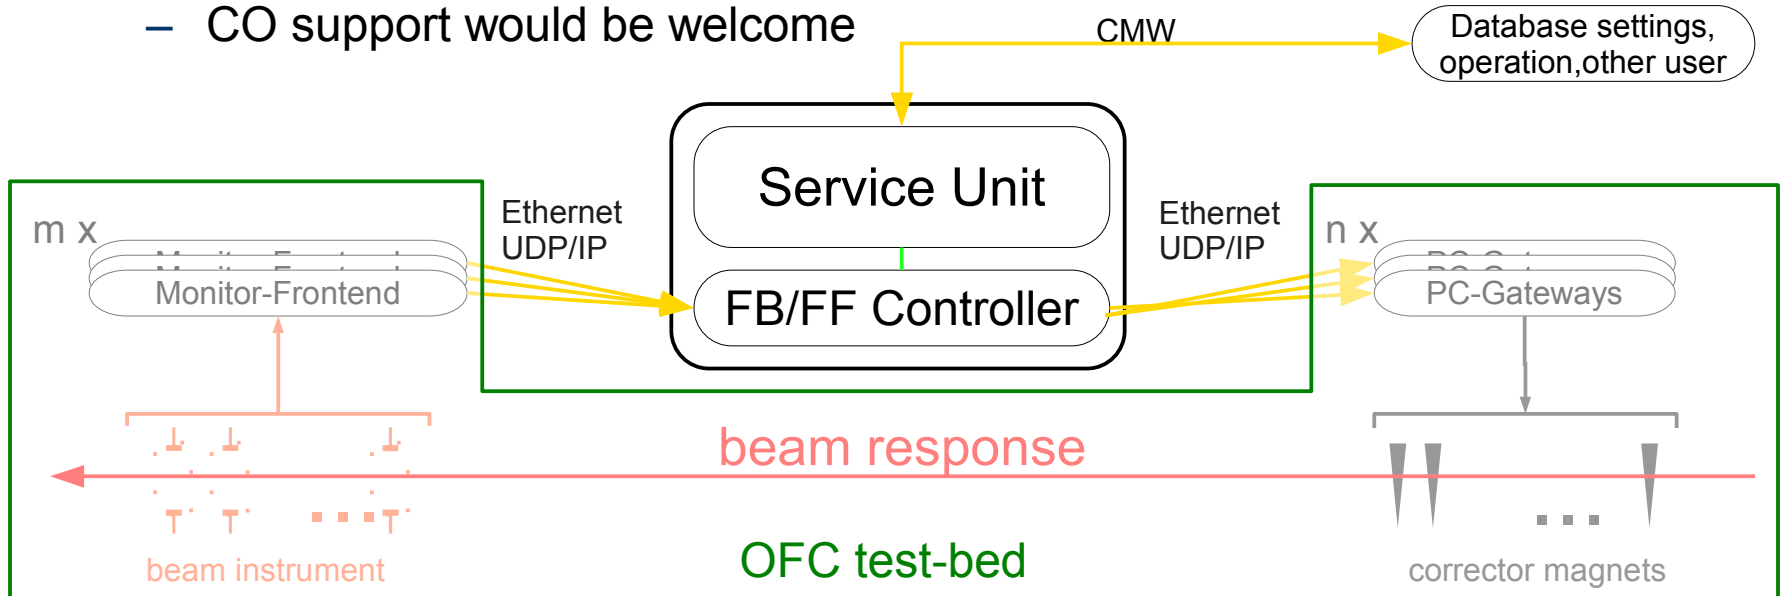 – CO support would be welcome
CMW
Database settings,
operation,other user
Service Unit
Ethernet
UDP/IP
Ethernet
UDP/IP
m x
n x
Monitor-Frontend
FB/FF Controller
PC-Gateways
beam response
OFC test-bed
beam instrument
corrector magnets